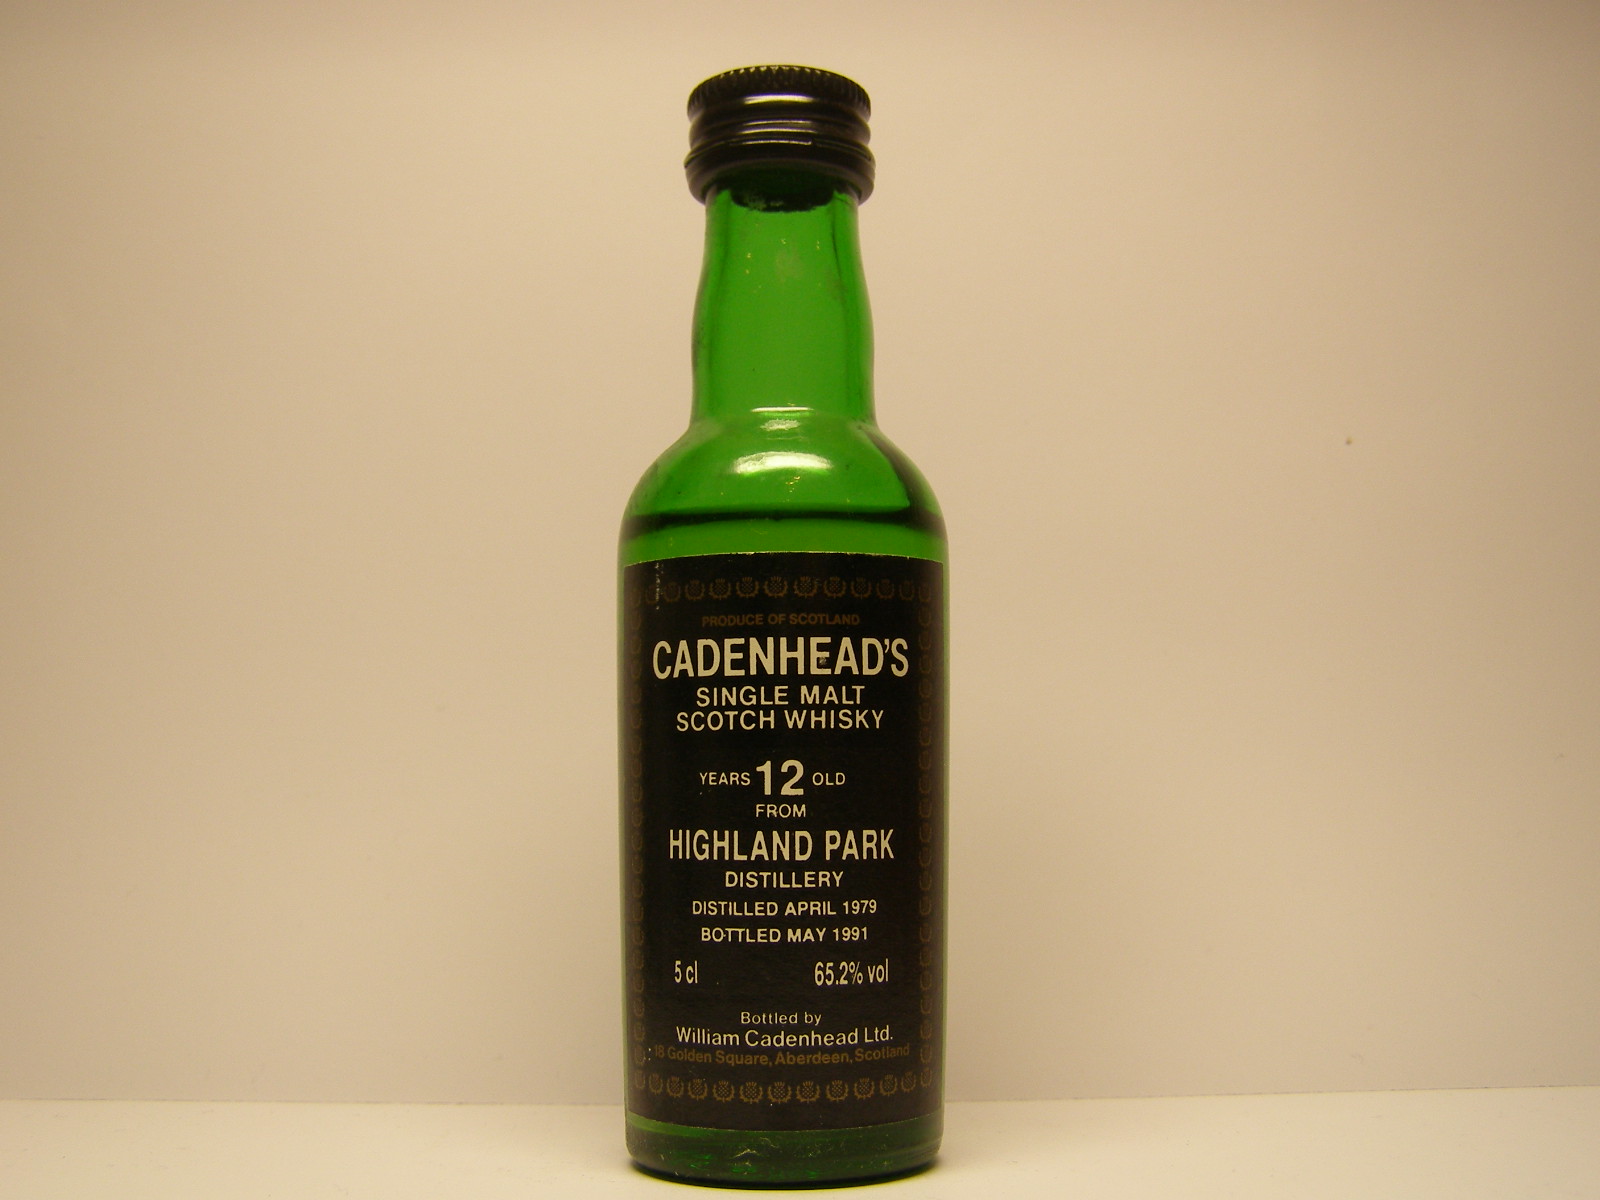 PRODUCE OF SCOTLAND
CADENHEAD'S
SINGLE MALT
SCOTCH WHISKY
YEARS 12 OLD
FROM
HIGHLAND PARK
DISTILLERY
DISTILLED APRIL 1979
BOTTLED MAY 1991
5 cl 65.2% vol
Bottled by
William Cadenhead Ltd.
18 Golden Square, Aberdeen, Scotland